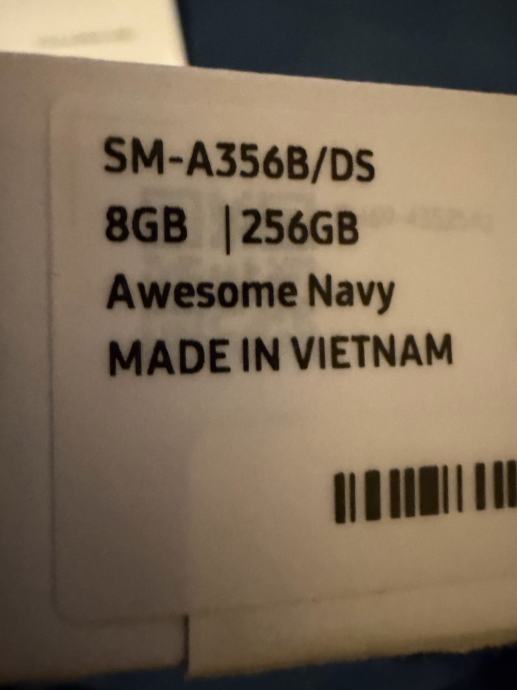 SM-A356B/DS
8GB | 256GB
Awesome Navy
MADE IN VIETNAM